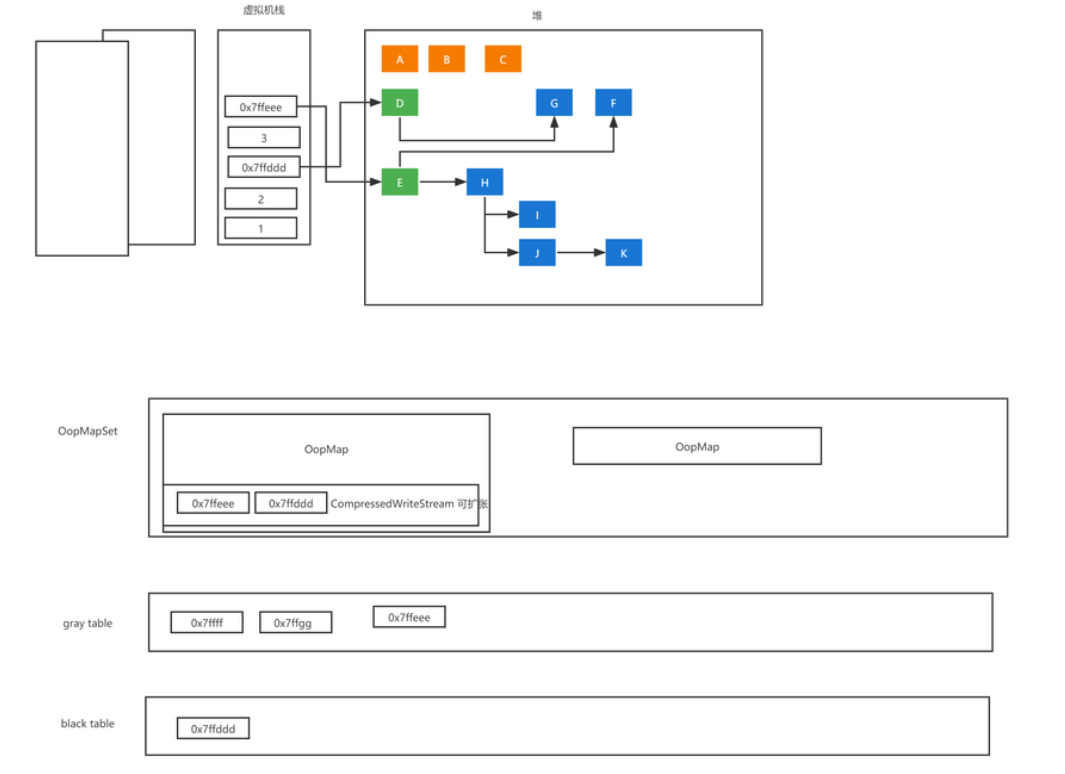 虚拟机栈
堆
0x7ffeee
3
0x7ffddd
2
1
A B C
D G F
E H
I
J K
OopMapSet
OopMap
OopMap
0x7ffeee 0x7ffddd CompressedWriteStream 可扩张
gray table
0x7ffff 0x7ffgg 0x7ffeee
black table
0x7ffddd